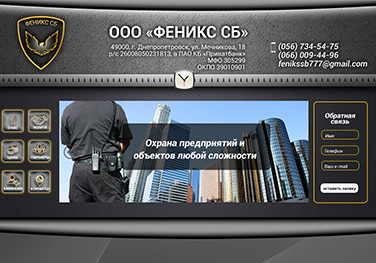 ФЕНИКС СБ
ООО «ФЕНИКС СБ»
49000, г. Днепропетровск, ул. Мечникова, 18
р/с 26008050231813, в ПАО КБ «Приватбанк»
МФО 305299
ОКПО 39010901
(056) 734-54-75
(066) 009-44-96
fenikssb777@gmail.com
Охрана предприятий и
объектов любой сложности
Обратная
связь
Имя
Телефон
Ваш e-mail
оставить заявку